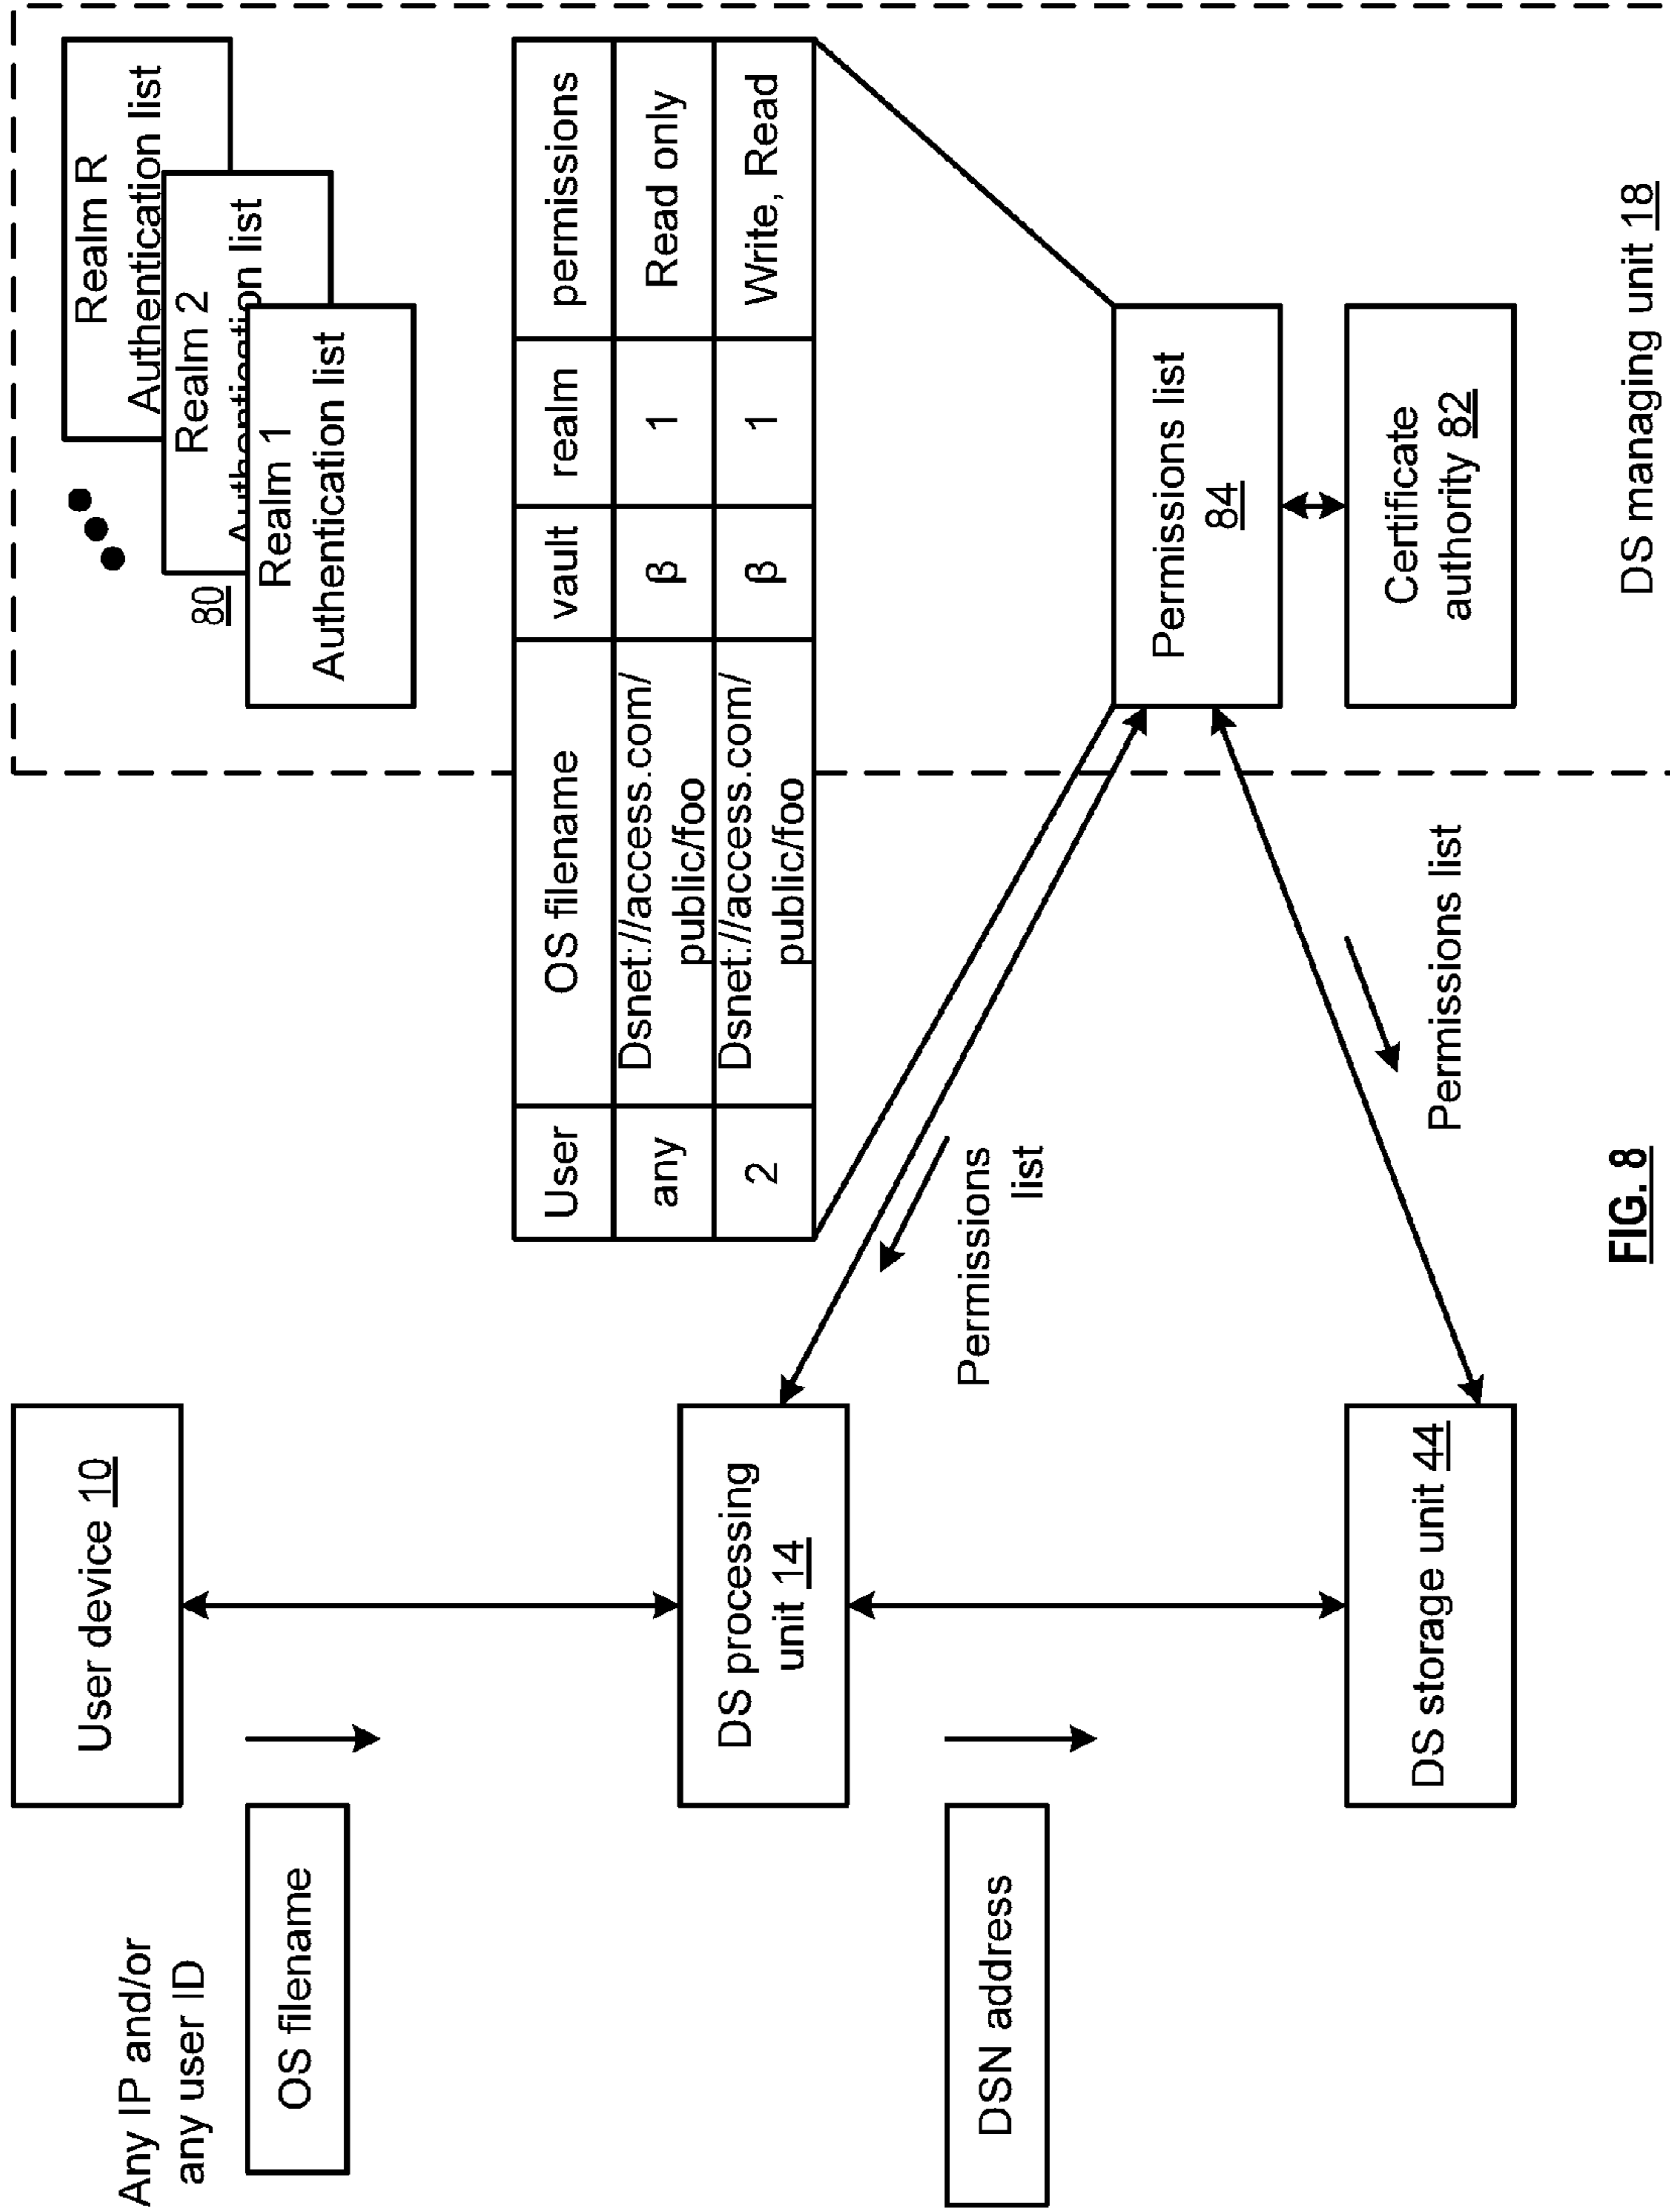 Any IP and/or
any user ID
OS filename
User device 10
DSN address
DS processing
unit 14
DS storage unit 44
Permissions
list
Permissions list
User
OS filename
vault
realm
permissions
any
Dsnet://access.com/
public/foo
β
1
Read only
2
Dsnet://access.com/
public/foo
β
1
Write, Read
80
Realm R
Authentication list
Realm 2
Authentication list
Realm 1
Authentication list
Permissions list
84
Certificate
authority 82
DS managing unit 18
FIG. 8